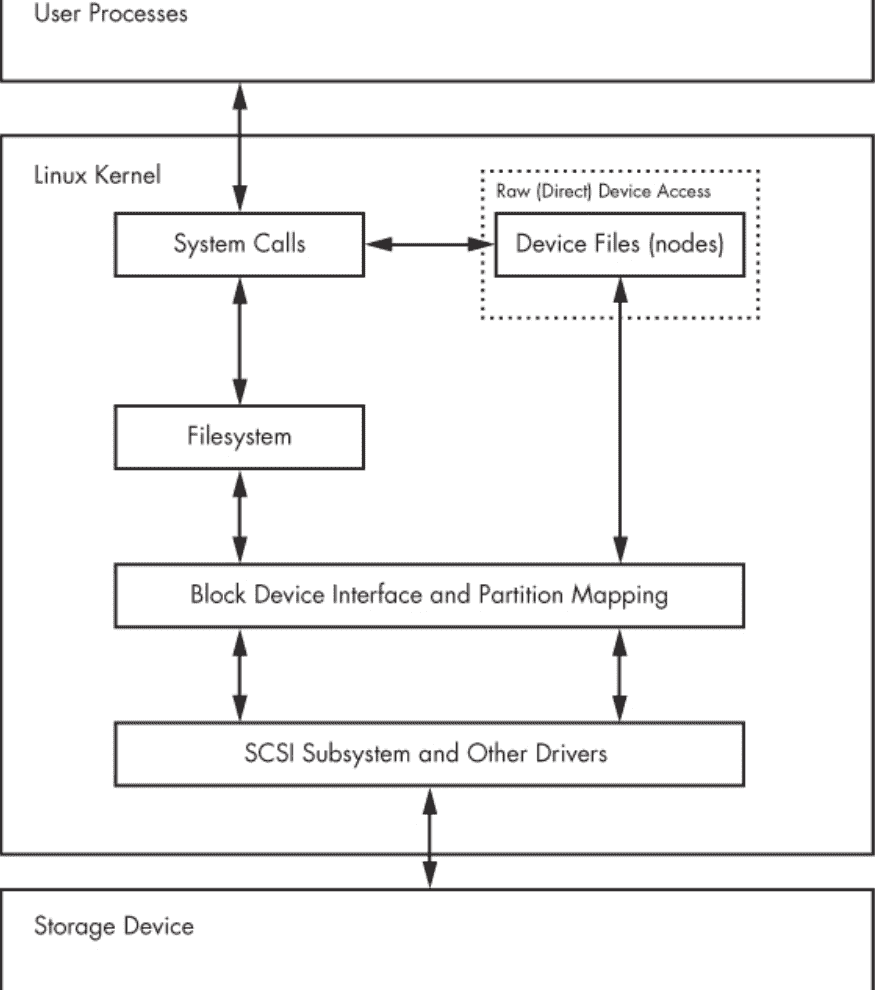 User Processes
Linux Kernel
Raw (Direct) Device Access
System Calls
Device Files (nodes)
Filesystem
Block Device Interface and Partition Mapping
SCSI Subsystem and Other Drivers
Storage Device